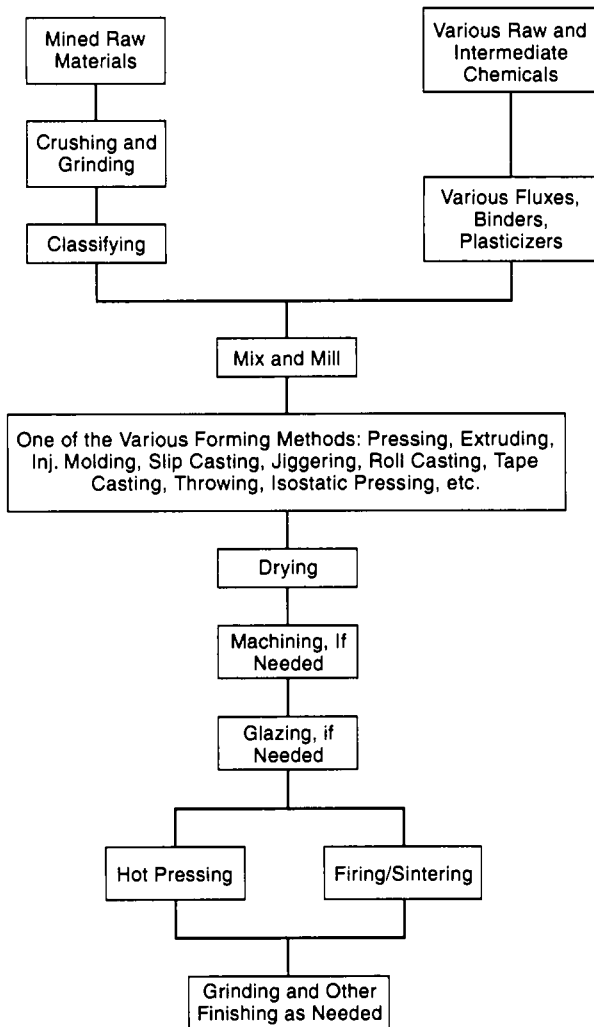 Mined Raw
Materials
Various Raw and
Intermediate
Chemicals
Crushing and
Grinding
Various Fluxes,
Binders,
Plasticizers
Classifying
Mix and Mill
One of the Various Forming Methods: Pressing, Extruding,
Inj. Molding, Slip Casting, Jiggering, Roll Casting, Tape
Casting, Throwing, Isostatic Pressing, etc.
Drying
Machining, If
Needed
Glazing, if
Needed
Hot Pressing
Firing/Sintering
Grinding and Other
Finishing as Needed